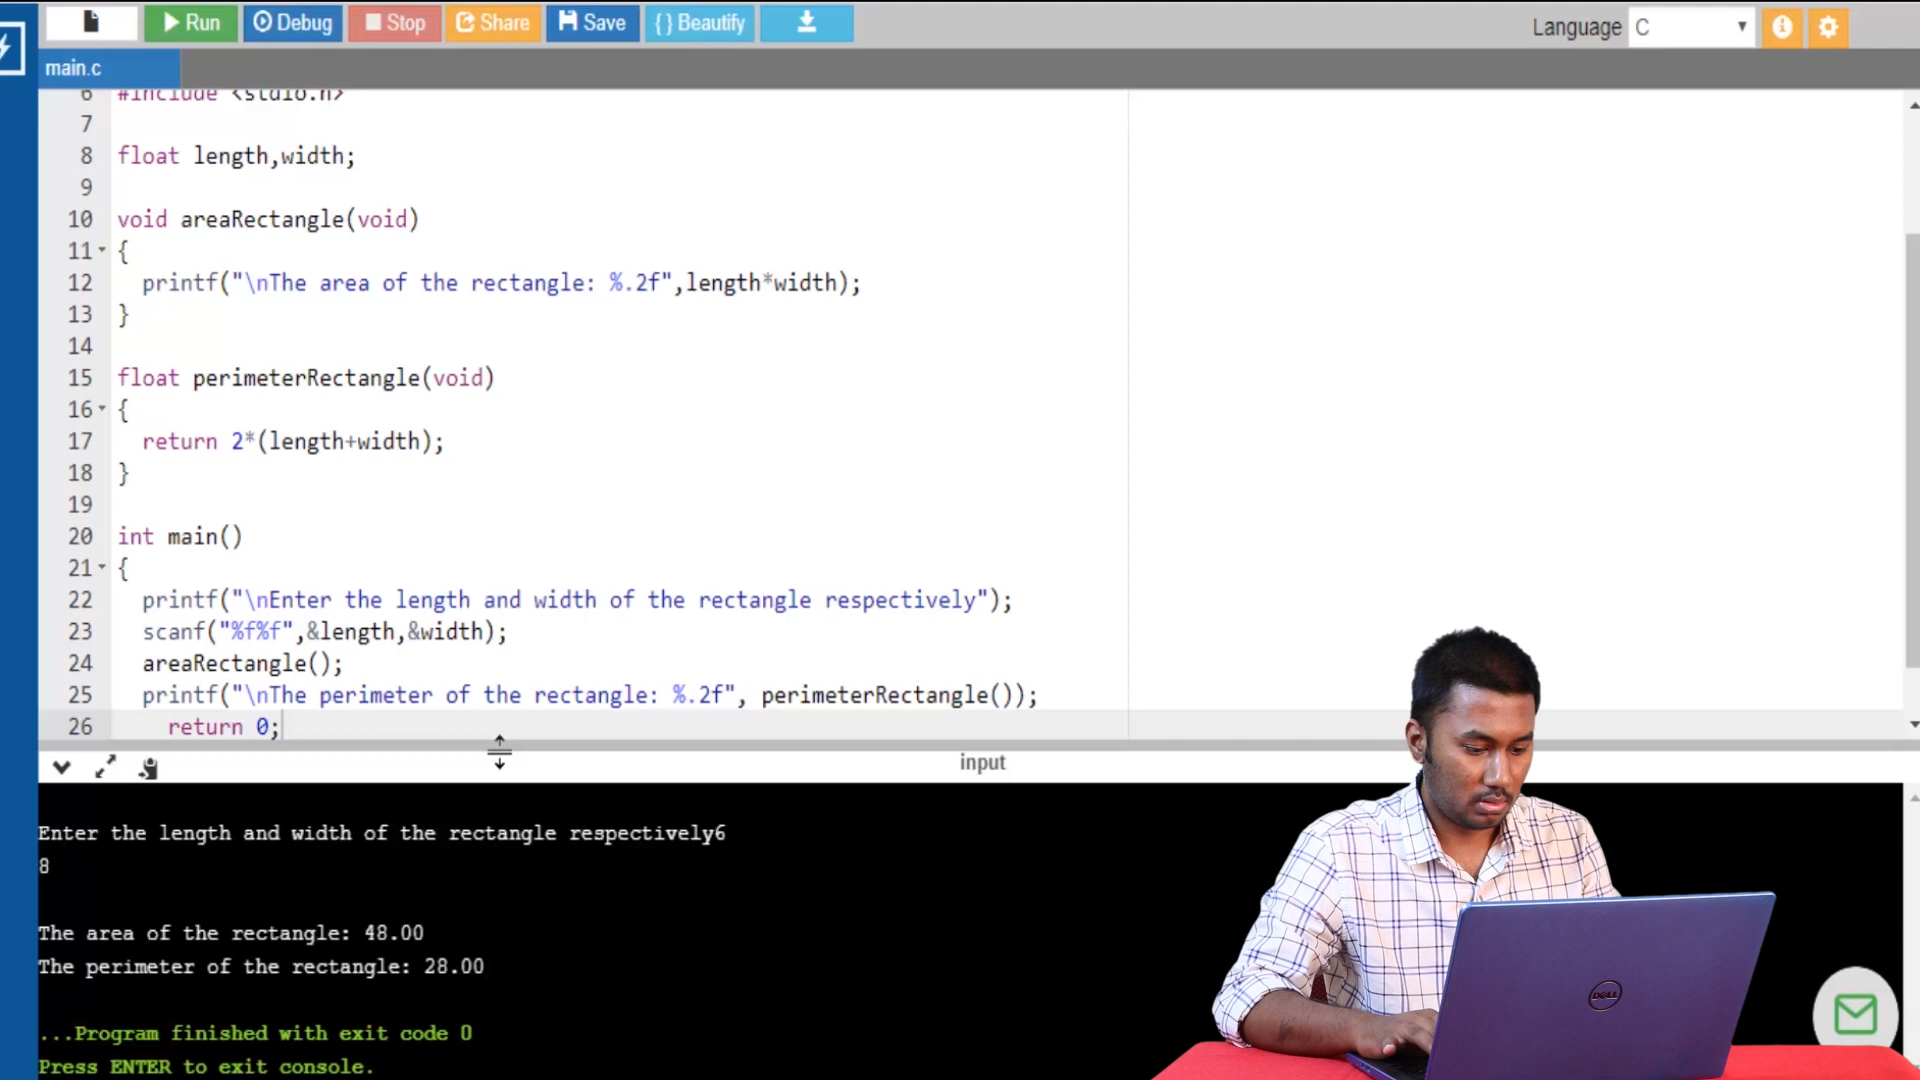 Run Debug Stop Share Save { } Beautify Language C
main.c
6 #include <stdio.h>
7
8 float length,width;
9
10 void areaRectangle(void)
11 {
12 printf("\nThe area of the rectangle: %.2f",length*width);
13 }
14
15 float perimeterRectangle(void)
16 {
17 return 2*(length+width);
18 }
19
20 int main()
21 {
22 printf("\nEnter the length and width of the rectangle respectively");
23 scanf("%f%f",&length,&width);
24 areaRectangle();
25 printf("\nThe perimeter of the rectangle: %.2f", perimeterRectangle());
26 return 0;
input
Enter the length and width of the rectangle respectively6
8
The area of the rectangle: 48.00
The perimeter of the rectangle: 28.00
...Program finished with exit code 0
Press ENTER to exit console.
DELL